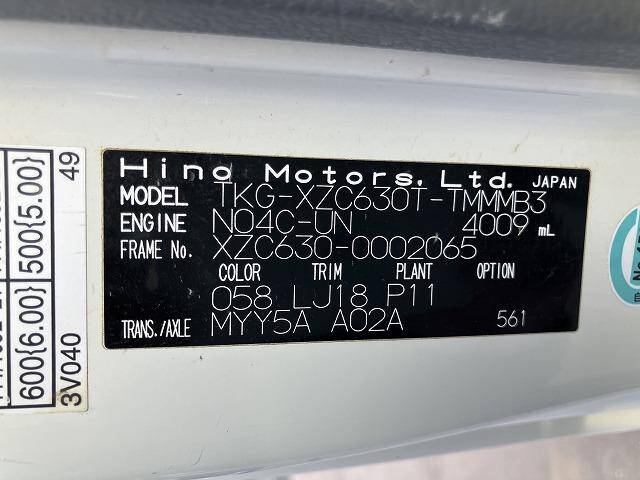 Hino Motors, Ltd. JAPAN
MODEL TKG-XZC630T-TMMMB3
ENGINE N04C-UN 4009 mL
FRAME No. XZC630-0002065
COLOR TRIM PLANT OPTION
058 LJ18 P11
TRANS./AXLE MYY5A A02A 561
600{6.00} 500{5.00}
3V040 49